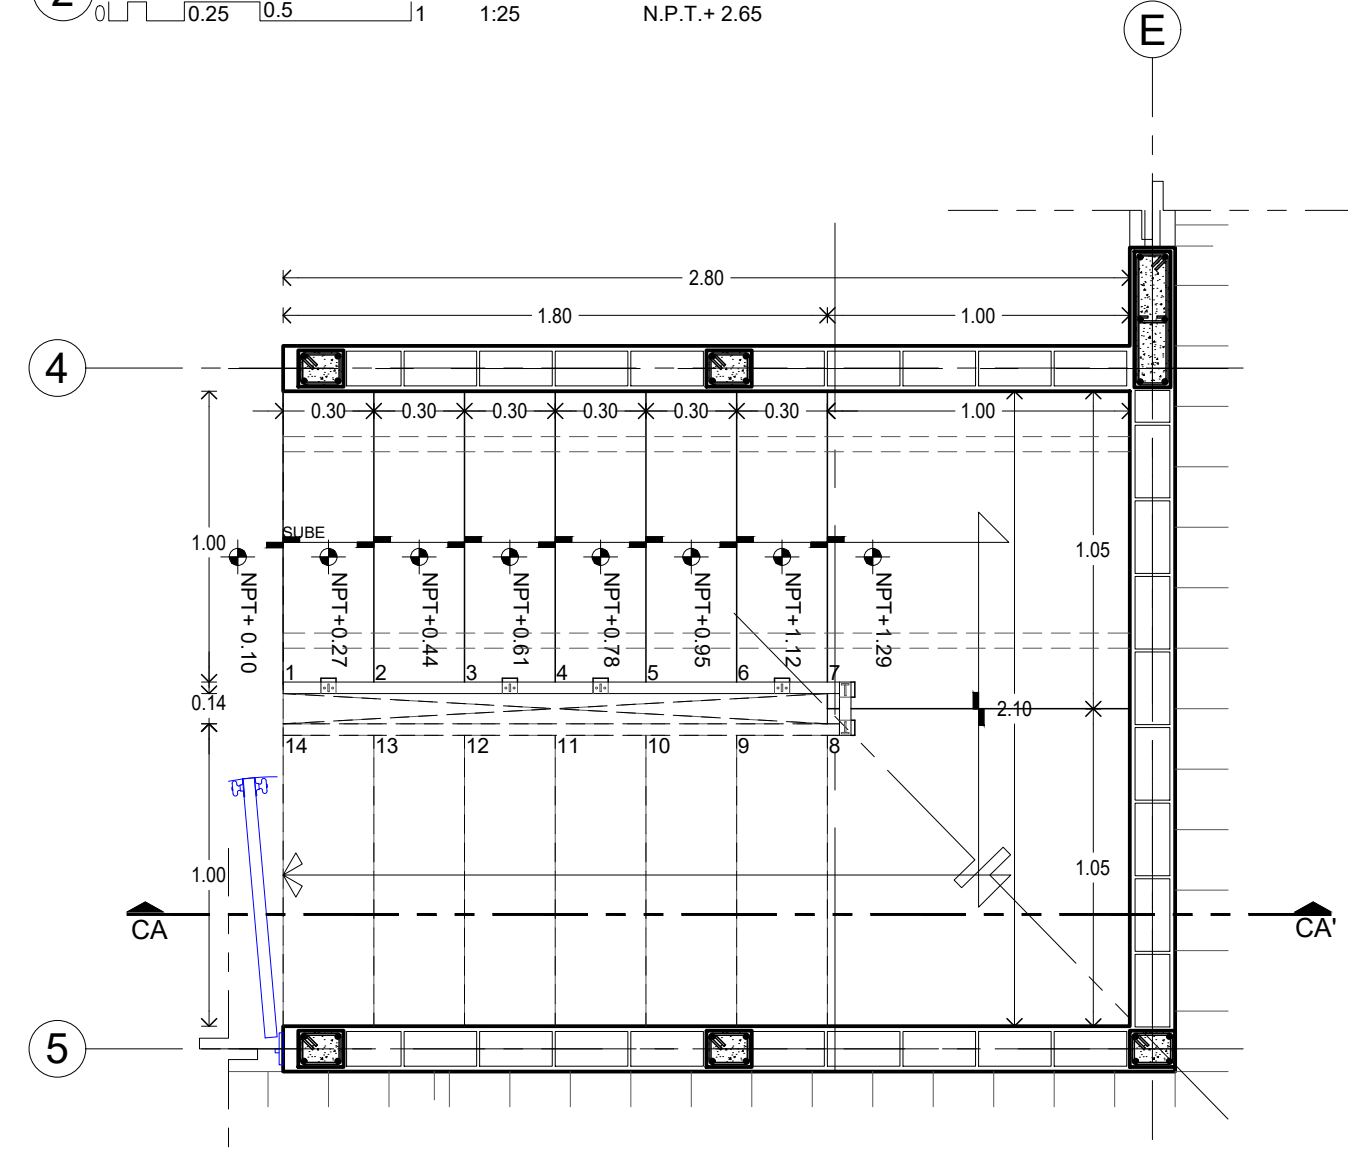 2
0 0.25 0.5 1 1:25 N.P.T.+ 2.65
E
2.80
1.80 1.00
4
0.30 0.30 0.30 0.30 0.30 0.30 1.00
SUBE
1.00 1.05
NPT+ 0.10 NPT+0.27 NPT+0.44 NPT+0.61 NPT+0.78 NPT+0.95 NPT+1.12 NPT+1.29
1 2 3 4 5 6 7
0.14 2.10
14 13 12 11 10 9 8
1.00 1.05
CA CA'
5